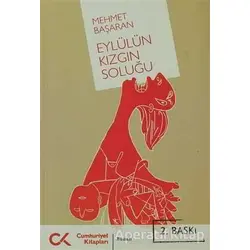 MEHMET
BAŞARAN
EYLÜLÜN
KIZGIN
SOLUĞU
Cumhuriyet
Kitapları
2. BASKI